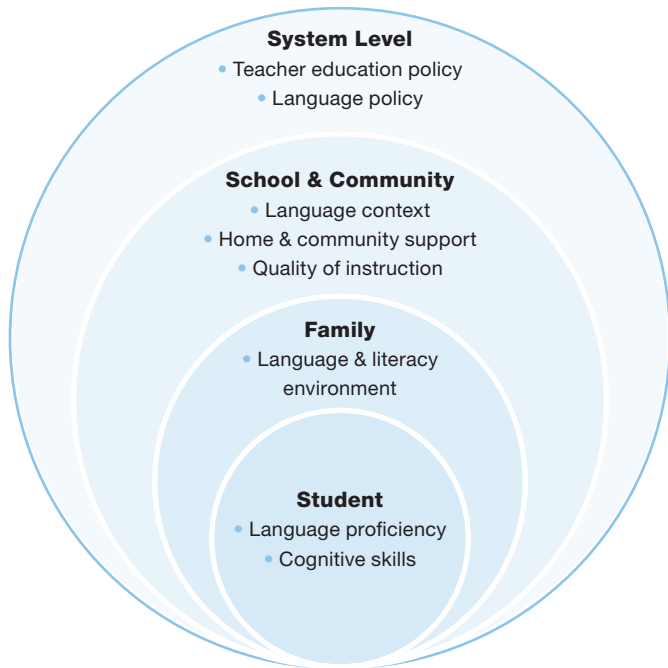 System Level
• Teacher education policy
• Language policy
School & Community
• Language context
• Home & community support
• Quality of instruction
Family
• Language & literacy
environment
Student
• Language proficiency
• Cognitive skills